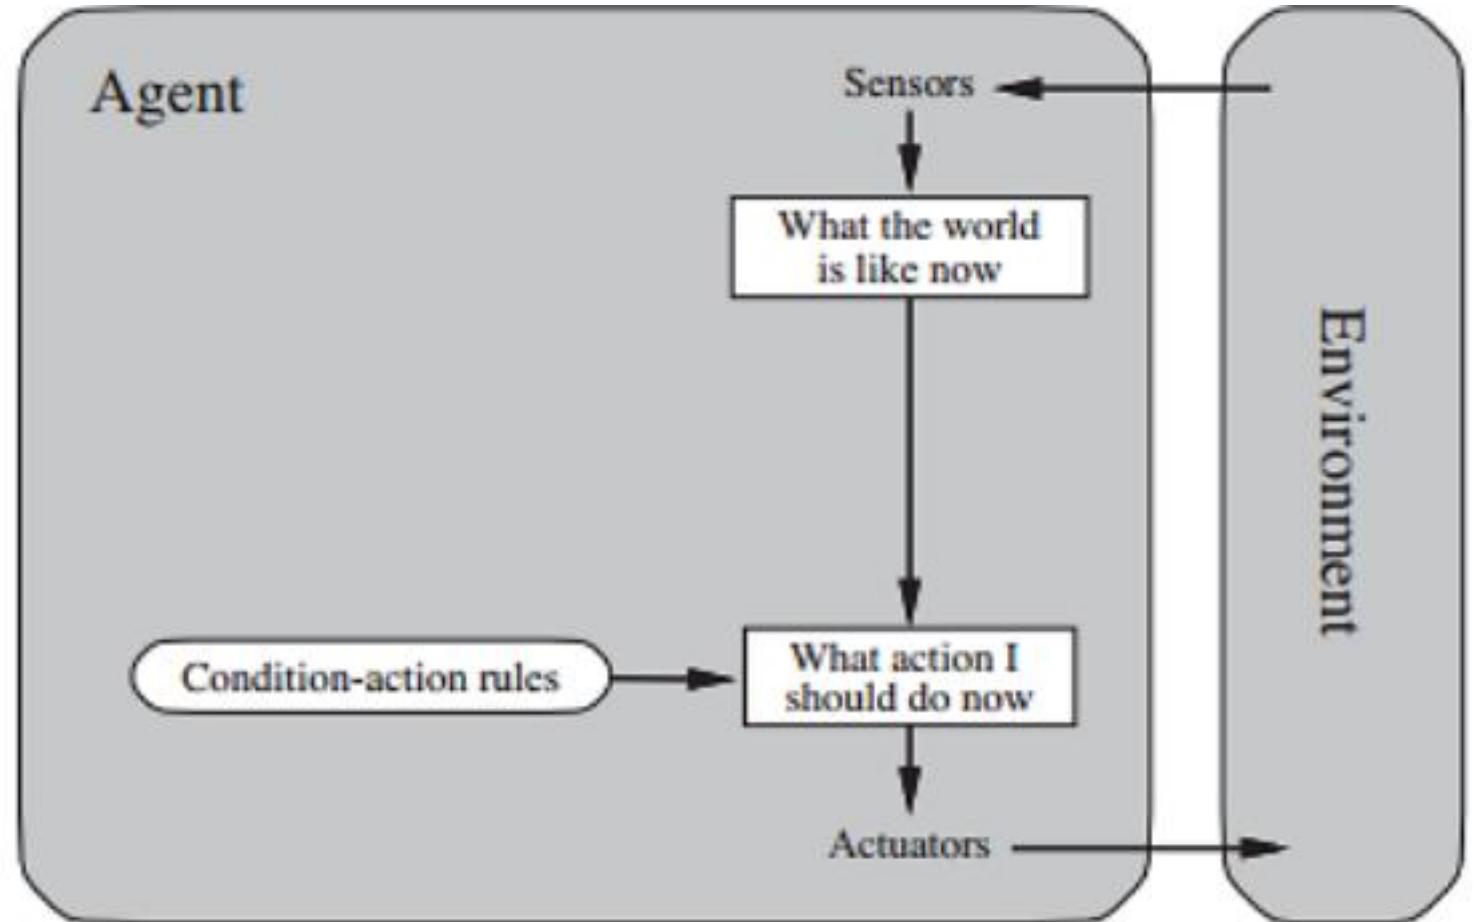 Agent
Sensors
What the world
is like now
Environment
Condition-action rules
What action I
should do now
Actuators